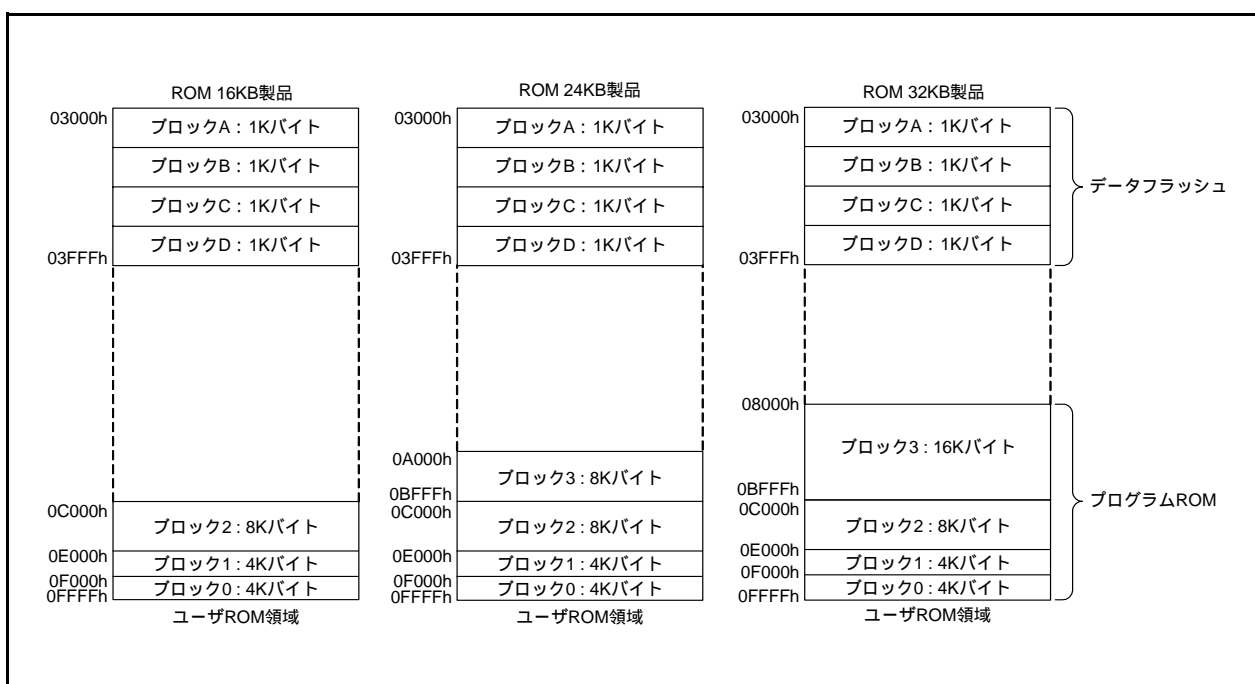 ROM 16KB製品
03000h
ブロックA：1Kバイト
ブロックB：1Kバイト
ブロックC：1Kバイト
ブロックD：1Kバイト
03FFFh
0C000h
ブロック2：8Kバイト
0E000h
ブロック1：4Kバイト
0F000h
ブロック0：4Kバイト
0FFFFh
ユーザROM領域
ROM 24KB製品
03000h
ブロックA：1Kバイト
ブロックB：1Kバイト
ブロックC：1Kバイト
ブロックD：1Kバイト
03FFFh
0A000h
ブロック3：8Kバイト
0BFFFh
0C000h
ブロック2：8Kバイト
0E000h
ブロック1：4Kバイト
0F000h
ブロック0：4Kバイト
0FFFFh
ユーザROM領域
ROM 32KB製品
03000h
ブロックA：1Kバイト
ブロックB：1Kバイト
ブロックC：1Kバイト
ブロックD：1Kバイト
03FFFh
データフラッシュ
08000h
ブロック3：16Kバイト
0BFFFh
0C000h
ブロック2：8Kバイト
0E000h
ブロック1：4Kバイト
0F000h
ブロック0：4Kバイト
0FFFFh
プログラムROM
ユーザROM領域